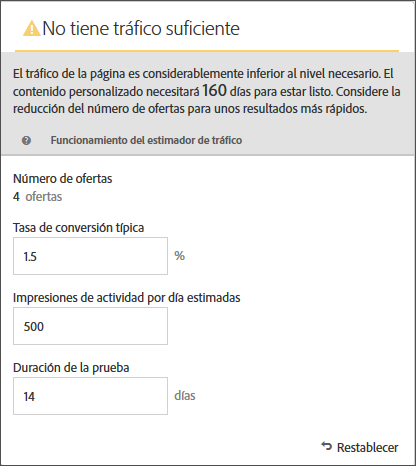 No tiene tráfico suficiente
El tráfico de la página es considerablemente inferior al nivel necesario. El
contenido personalizado necesitará 160 días para estar listo. Considere la
reducción del número de ofertas para unos resultados más rápidos.
? Funcionamiento del estimador de tráfico
Número de ofertas
4 ofertas
Tasa de conversión típica
1.5 %
Impresiones de actividad por día estimadas
500
Duración de la prueba
14 días
Restablecer